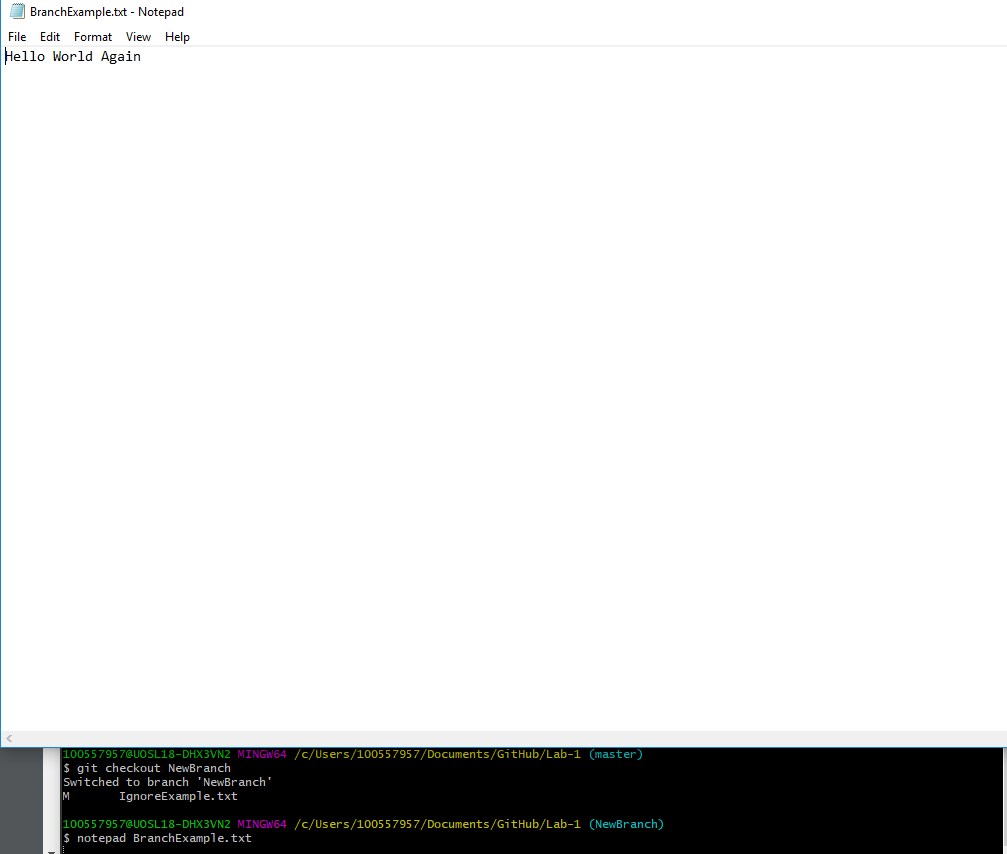 BranchExample.txt - Notepad
File Edit Format View Help
Hello World Again
100557957@UOSL18-DHX3VN2 MINGW64 /c/Users/100557957/Documents/GitHub/Lab-1 (master)
$ git checkout NewBranch
Switched to branch 'NewBranch'
M IgnoreExample.txt
100557957@UOSL18-DHX3VN2 MINGW64 /c/Users/100557957/Documents/GitHub/Lab-1 (NewBranch)
$ notepad BranchExample.txt